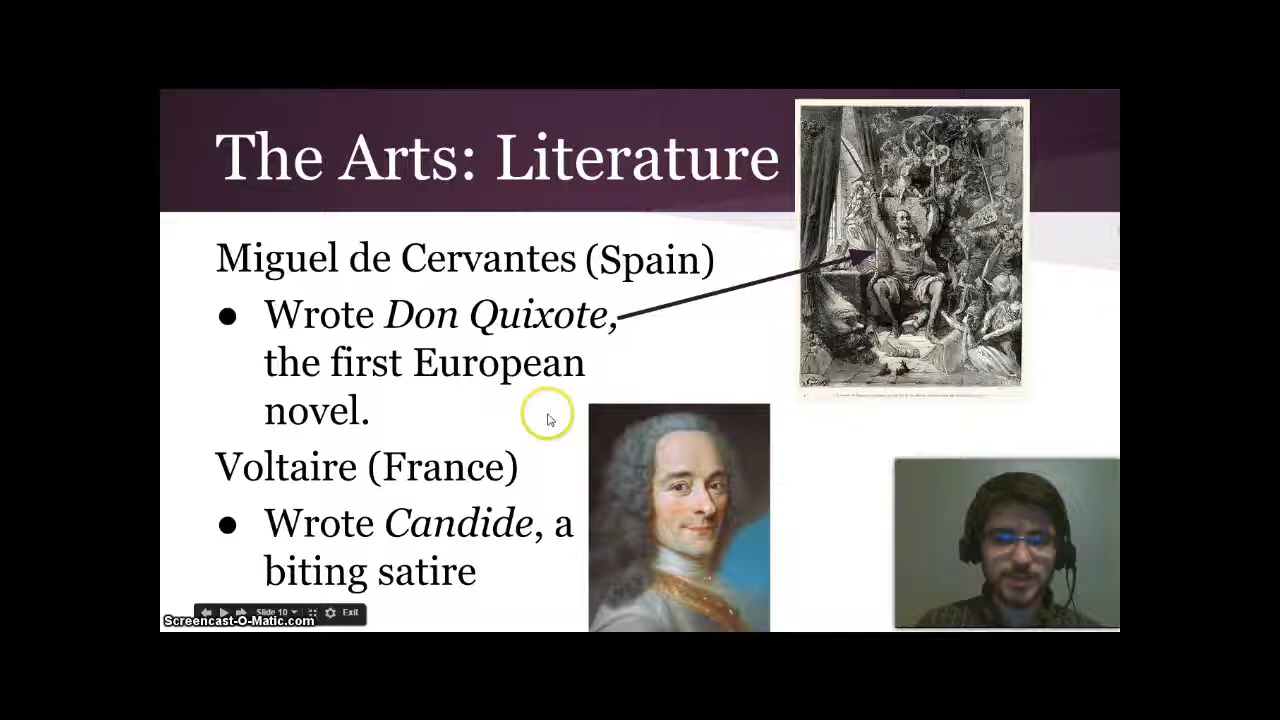 The Arts: Literature
Miguel de Cervantes (Spain)
● Wrote Don Quixote,
the first European
novel.
Voltaire (France)
● Wrote Candide, a
biting satire
Slide 10 Exit
Screencast-O-Matic.com